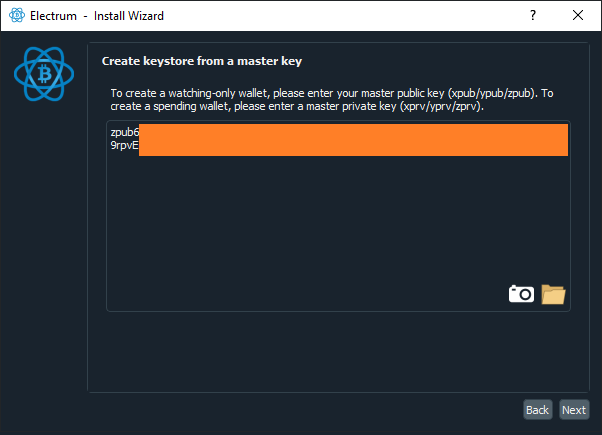 Electrum - Install Wizard
Create keystore from a master key
To create a watching-only wallet, please enter your master public key (xpub/ypub/zpub). To
create a spending wallet, please enter a master private key (xprv/yprv/zprv).
zpub6
9rpvE
Back Next